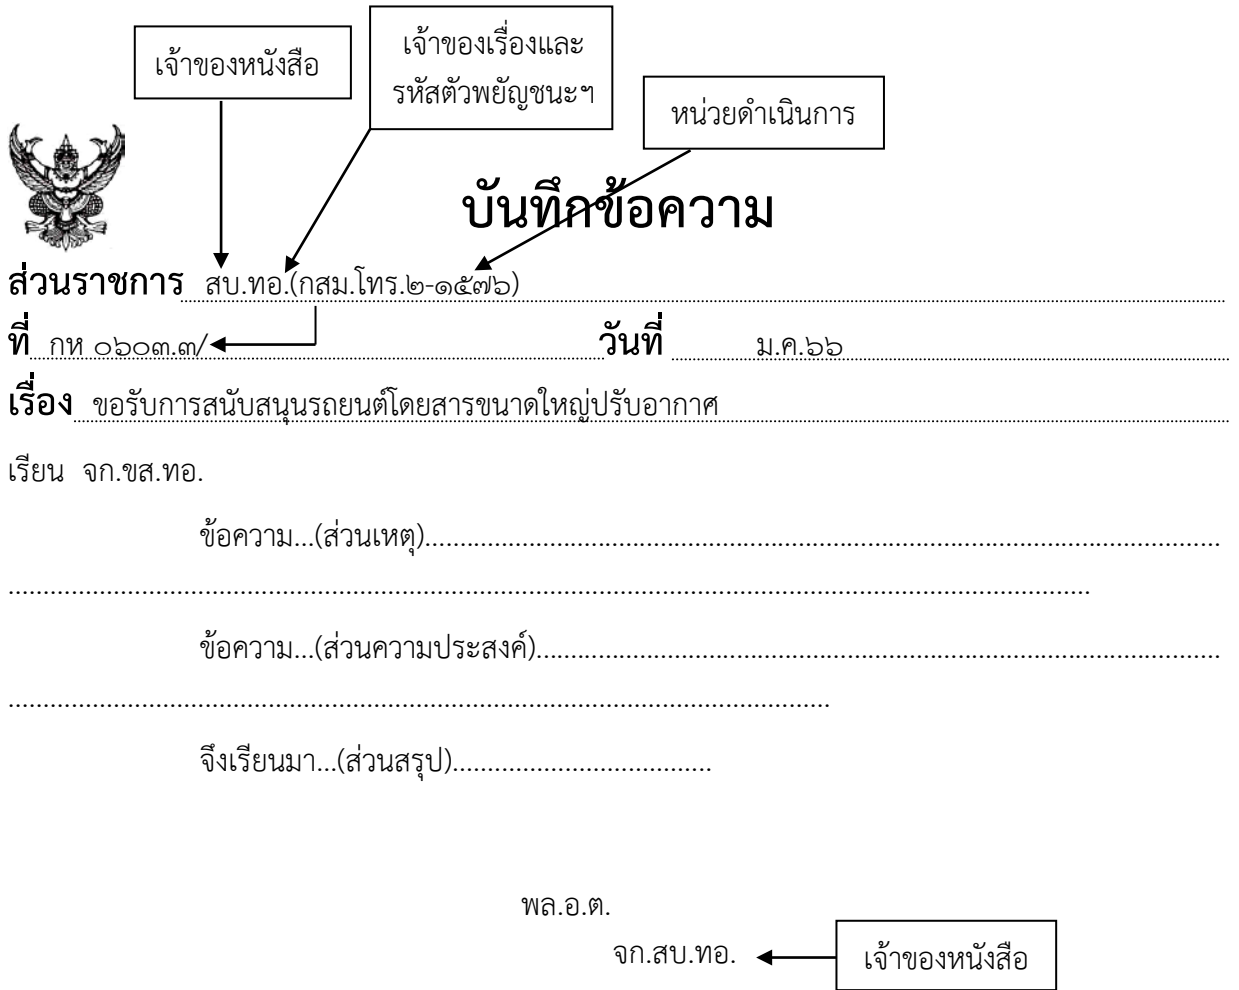 เจ้าของหนังสือ
เจ้าของเรื่องและ
รหัสตัวพยัญชนะฯ
หน่วยดำเนินการ
บันทึกข้อความ
ส่วนราชการ สบ.ทอ.(กสม.โทร.๒-๑๕๗๖)
ที่ กห ๐๖๐๓.๓/ วันที่ ม.ค.๖๖
เรื่อง ขอรับการสนับสนุนรถยนต์โดยสารขนาดใหญ่ปรับอากาศ
เรียน จก.ขส.ทอ.
ข้อความ...(ส่วนเหตุ)..................................................................................................................
...........................................................................................................................................................
ข้อความ...(ส่วนความประสงค์)..................................................................................................
......................................................................................................................
จึงเรียนมา...(ส่วนสรุป).....................................
พล.อ.ต.
จก.สบ.ทอ. เจ้าของหนังสือ